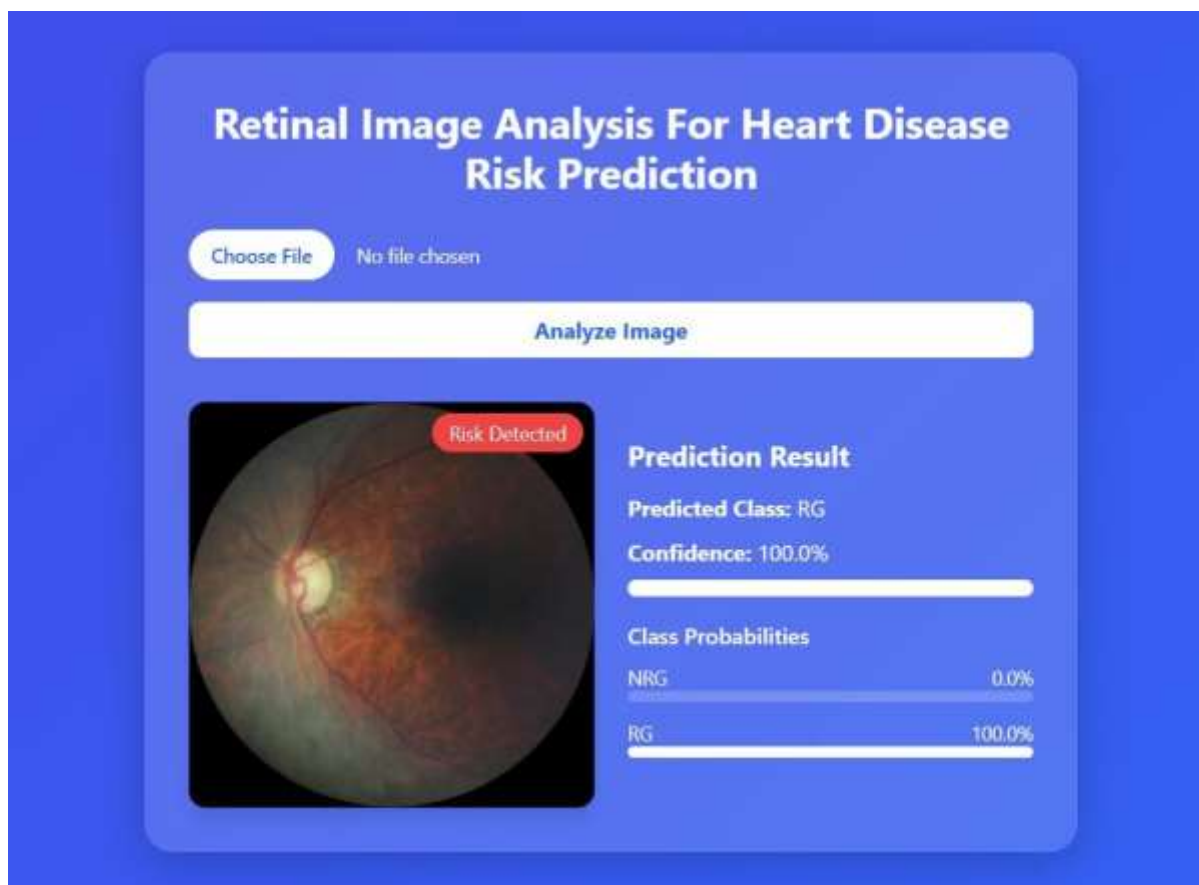 Retinal Image Analysis For Heart Disease
Risk Prediction
Choose File No file chosen
Analyze Image
Risk Detected
Prediction Result
Predicted Class: RG
Confidence: 100.0%
Class Probabilities
NRG 0.0%
RG 100.0%